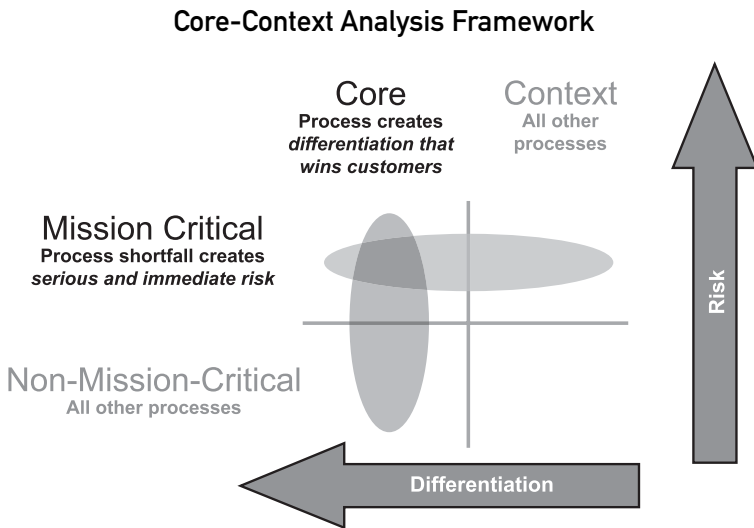 Core-Context Analysis Framework
Core
Process creates
differentiation that
wins customers
Context
All other
processes
Mission Critical
Process shortfall creates
serious and immediate risk
Non-Mission-Critical
All other processes
Risk
Differentiation